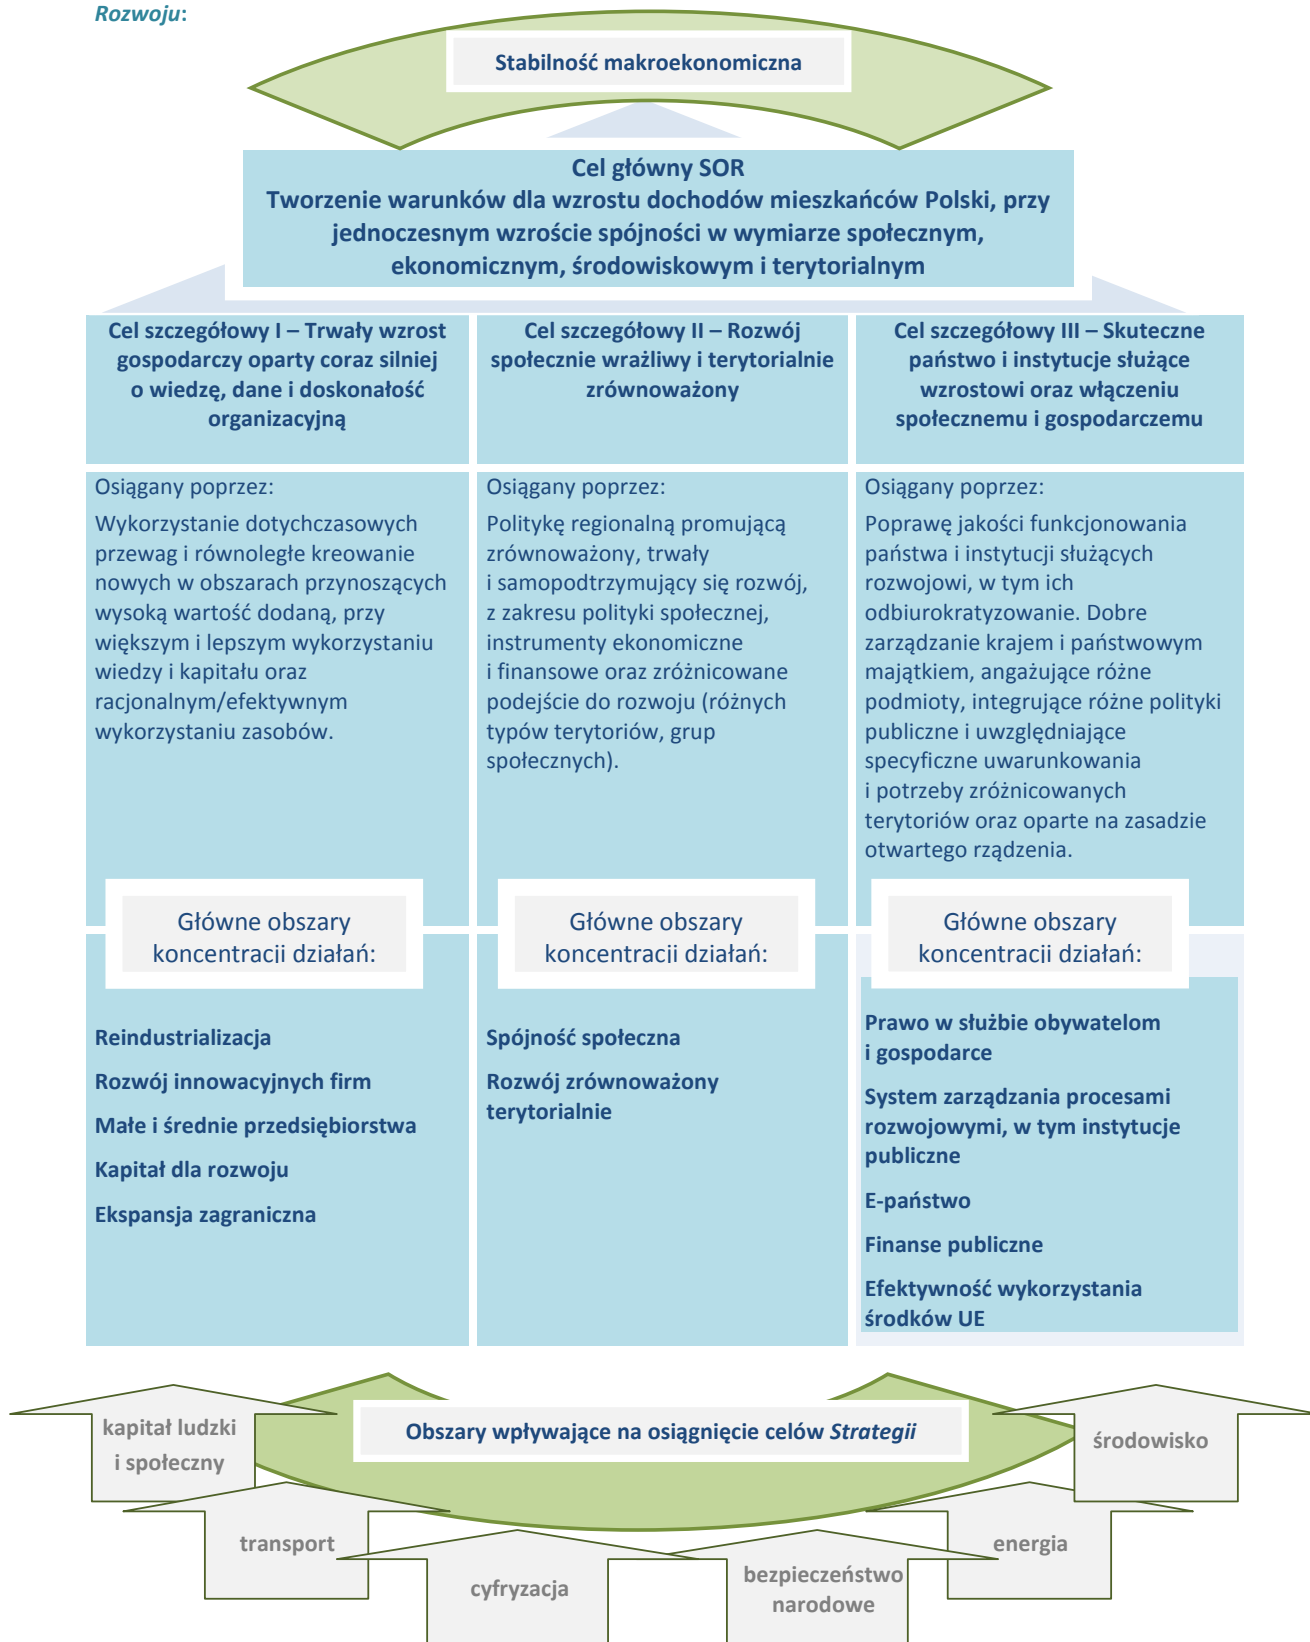 Rozwoju:
Stabilność makroekonomiczna
Cel główny SOR
Tworzenie warunków dla wzrostu dochodów mieszkańców Polski, przy
jednoczesnym wzroście spójności w wymiarze społecznym,
ekonomicznym, środowiskowym i terytorialnym
Cel szczegółowy I – Trwały wzrost
gospodarczy oparty coraz silniej
o wiedzę, dane i doskonałość
organizacyjną
Cel szczegółowy II – Rozwój
społecznie wrażliwy i terytorialnie
zrównoważony
Cel szczegółowy III – Skuteczne
państwo i instytucje służące
wzrostowi oraz włączeniu
społecznemu i gospodarczemu
Osiągany poprzez:
Wykorzystanie dotychczasowych
przewag i równoległe kreowanie
nowych w obszarach przynoszących
wysoką wartość dodaną, przy
większym i lepszym wykorzystaniu
wiedzy i kapitału oraz
racjonalnym/efektywnym
wykorzystaniu zasobów.
Osiągany poprzez:
Politykę regionalną promującą
zrównoważony, trwały
i samopodtrzymujący się rozwój,
z zakresu polityki społecznej,
instrumenty ekonomiczne
i finansowe oraz zróżnicowane
podejście do rozwoju (różnych
typów terytoriów, grup
społecznych).
Osiągany poprzez:
Poprawę jakości funkcjonowania
państwa i instytucji służących
rozwojowi, w tym ich
odbiurokratyzowanie. Dobre
zarządzanie krajem i państwowym
majątkiem, angażujące różne
podmioty, integrujące różne polityki
publiczne i uwzględniające
specyficzne uwarunkowania
i potrzeby zróżnicowanych
terytoriów oraz oparte na zasadzie
otwartego rządzenia.
Główne obszary
koncentracji działań:
Reindustrializacja
Rozwój innowacyjnych firm
Małe i średnie przedsiębiorstwa
Kapitał dla rozwoju
Ekspansja zagraniczna
Główne obszary
koncentracji działań:
Spójność społeczna
Rozwój zrównoważony
terytorialnie
Główne obszary
koncentracji działań:
Prawo w służbie obywatelom
i gospodarce
System zarządzania procesami
rozwojowymi, w tym instytucje
publiczne
E-państwo
Finanse publiczne
Efektywność wykorzystania
środków UE
Obszary wpływające na osiągnięcie celów Strategii
kapitał ludzki
i społeczny
transport
cyfryzacja
bezpieczeństwo
narodowe
energia
środowisko